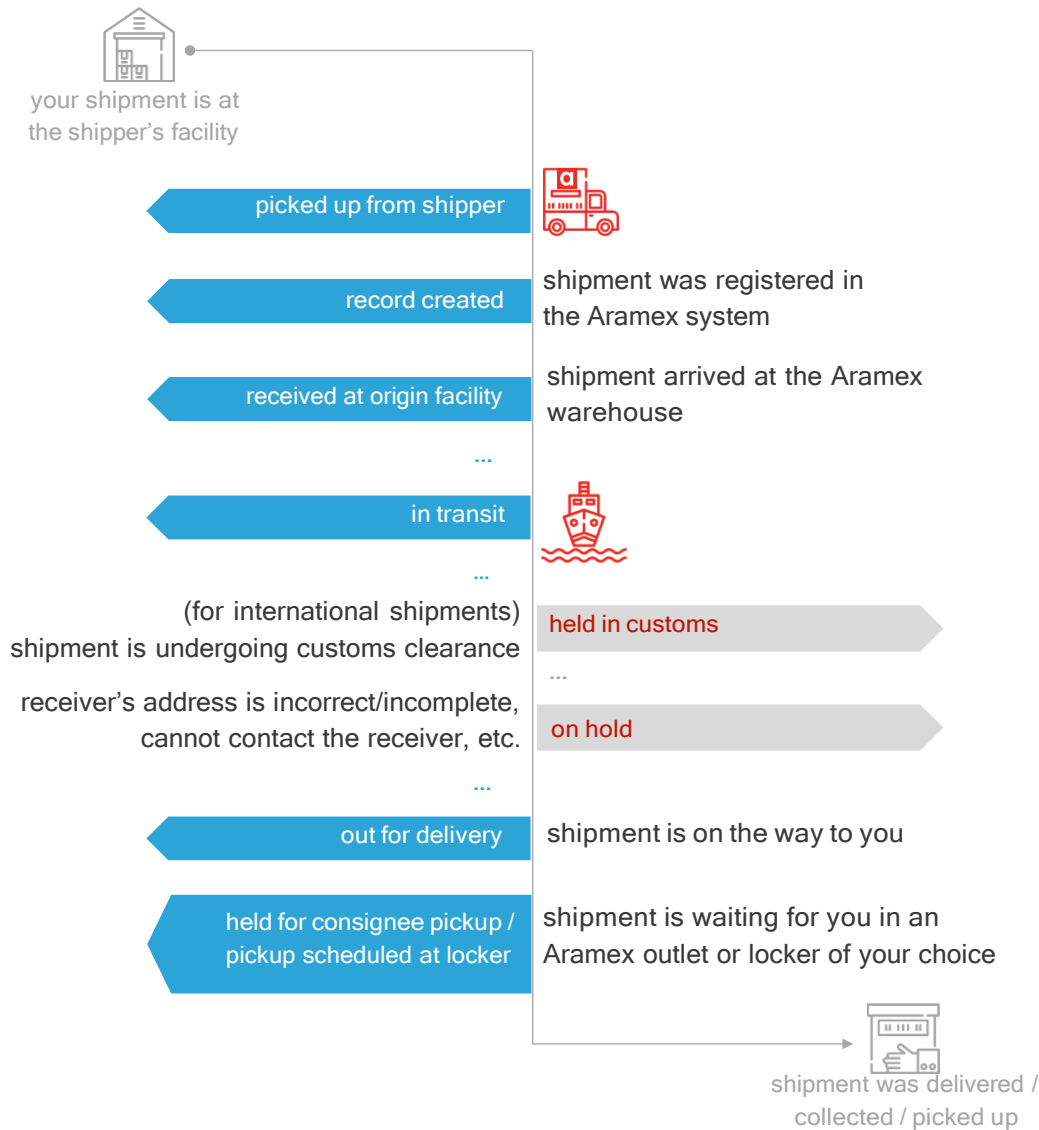 your shipment is at
the shipper's facility
picked up from shipper
a
record created
shipment was registered in
the Aramex system
received at origin facility
shipment arrived at the Aramex
warehouse
...
in transit
...
(for international shipments)
shipment is undergoing customs clearance
held in customs
...
receiver's address is incorrect/incomplete,
cannot contact the receiver, etc.
on hold
...
out for delivery
shipment is on the way to you
held for consignee pickup /
pickup scheduled at locker
shipment is waiting for you in an
Aramex outlet or locker of your choice
shipment was delivered /
collected / picked up